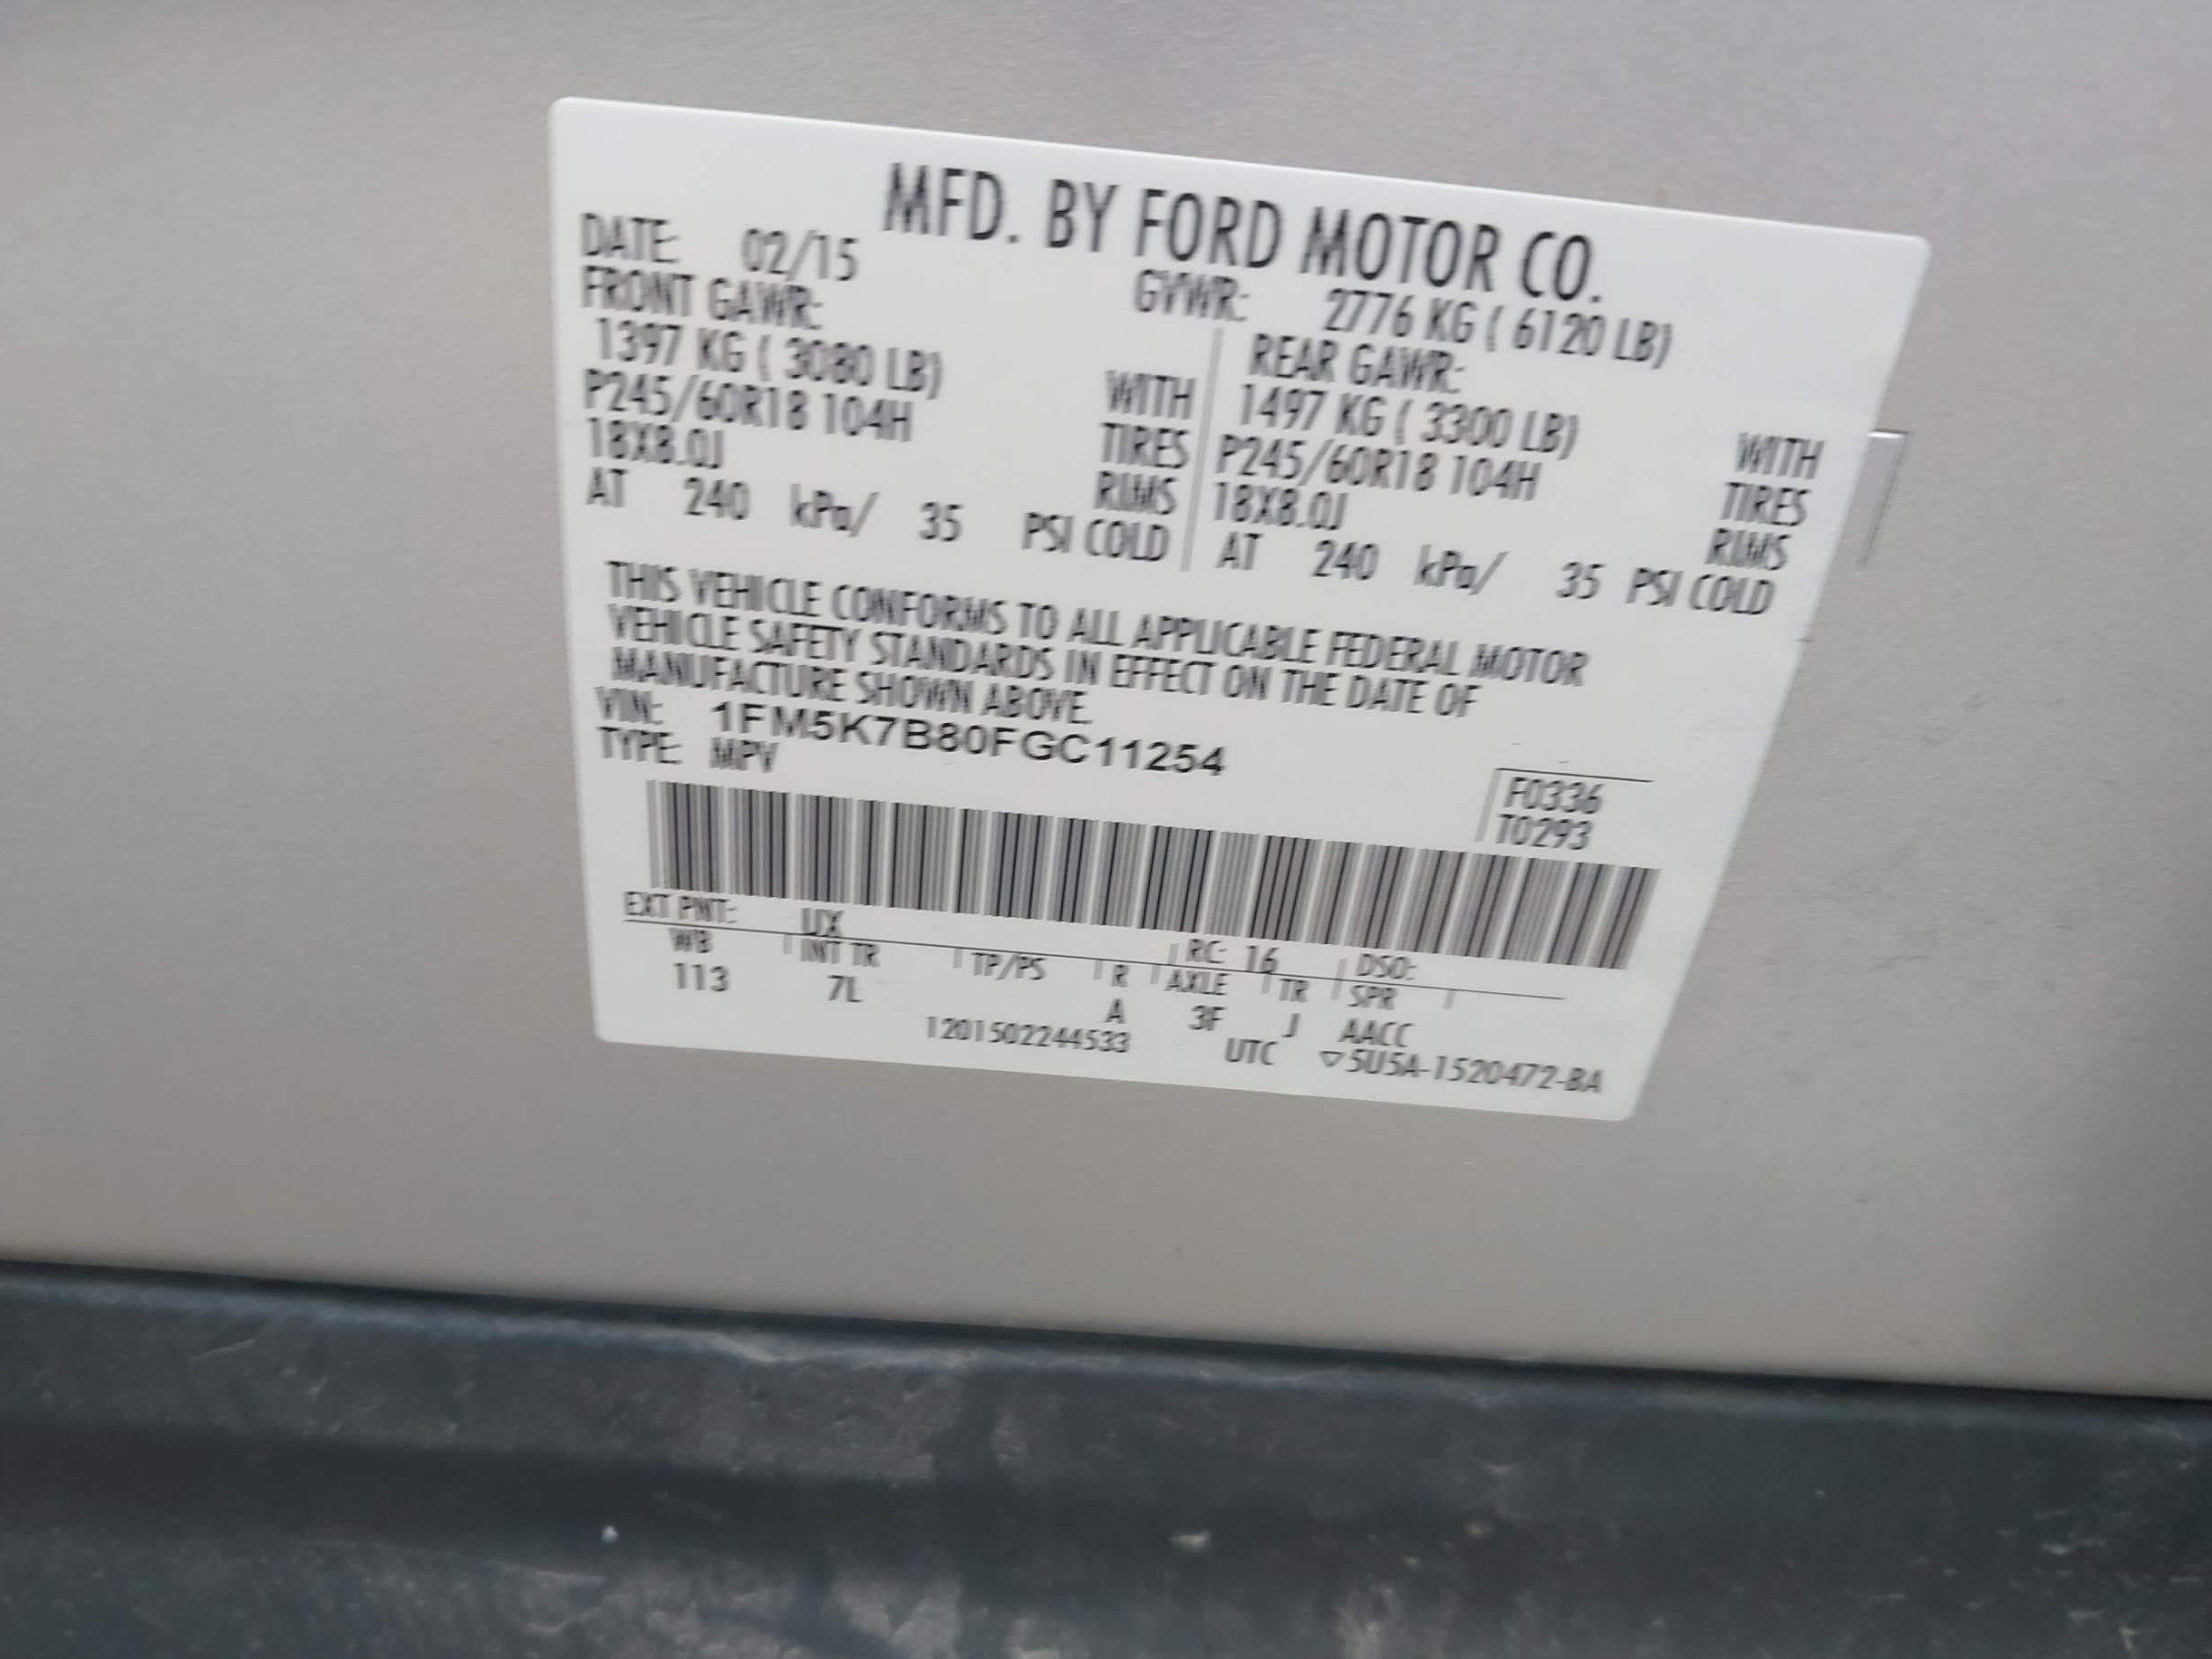 MFD. BY FORD MOTOR CO.
DATE: 02/15 GVWR: 2776 KG ( 6120 LB)
FRONT GAWR: REAR GAWR:
1397 KG ( 3080 LB) WITH 1497 KG ( 3300 LB) WITH
P245/60R18 104H TIRES P245/60R18 104H TIRES
18X8.0J RIMS 18X8.0J RIMS
AT 240 kPa/ 35 PSI COLD AT 240 kPa/ 35 PSI COLD
THIS VEHICLE CONFORMS TO ALL APPLICABLE FEDERAL MOTOR
VEHICLE SAFETY STANDARDS IN EFFECT ON THE DATE OF
MANUFACTURE SHOWN ABOVE.
VIN: 1FM5K7B80FGC11254
TYPE: MPV
F0336
T0293
EXT PNT: UX RC: 16 DSO:
WB INT TR TP/PS R AXLE TR SPR
113 7L A 3F J AACC
1201502244533 UTC ▽5U5A-1520472-BA